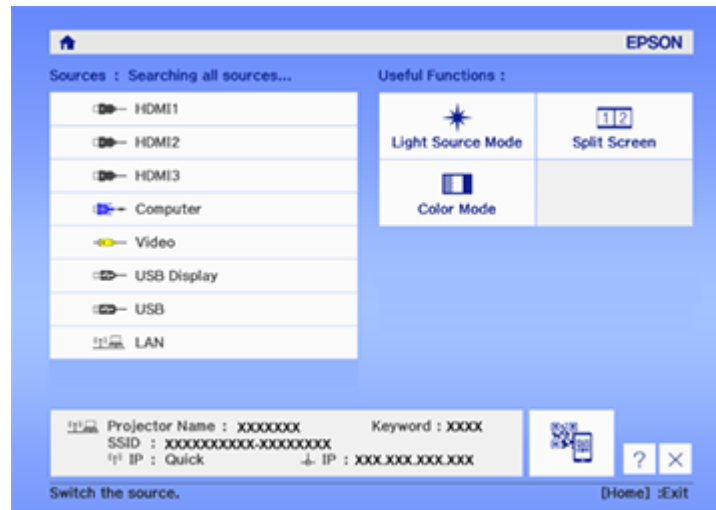 EPSON
Sources : Searching all sources...
HDMI1
HDMI2
HDMI3
Computer
Video
USB Display
USB
LAN
Useful Functions :
Light Source Mode
1 2
Split Screen
Color Mode
Projector Name : XXXXXXX Keyword : XXXX
SSID : XXXXXXXXXX-XXXXXXXX
IP : Quick IP : XXX.XXX.XXX.XXX
? ×
Switch the source. [Home] :Exit